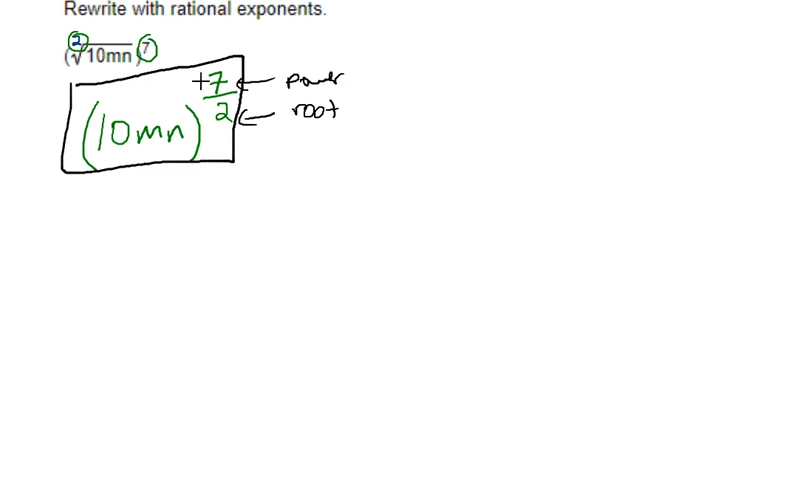 Rewrite with rational exponents.
(²√10mn)⁷
(10mn)^(+7/2)
power
root